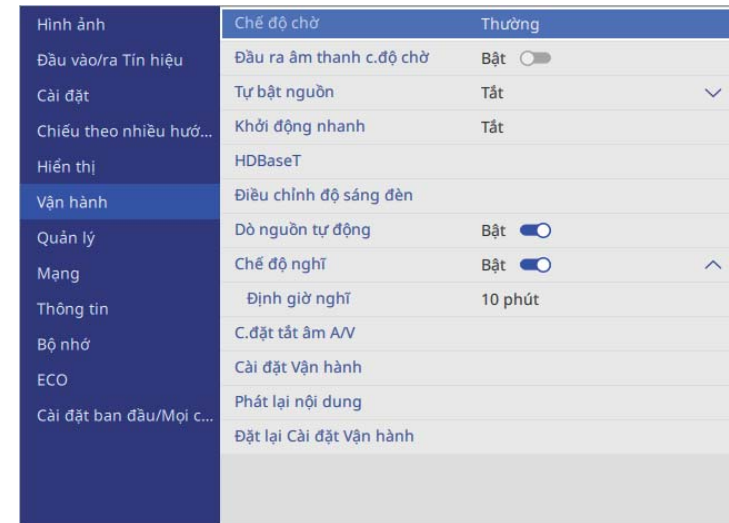 Hình ảnh
Đầu vào/ra Tín hiệu
Cài đặt
Chiếu theo nhiều hướ...
Hiển thị
Vận hành
Quản lý
Mạng
Thông tin
Bộ nhớ
ECO
Cài đặt ban đầu/Mọi c...
Chế độ chờ Thường
Đầu ra âm thanh c.độ chờ Bật
Tự bật nguồn Tắt
Khởi động nhanh Tắt
HDBaseT
Điều chỉnh độ sáng đèn
Dò nguồn tự động Bật
Chế độ nghĩ Bật
Định giờ nghĩ 10 phút
C.đặt tắt âm A/V
Cài đặt Vận hành
Phát lại nội dung
Đặt lại Cài đặt Vận hành